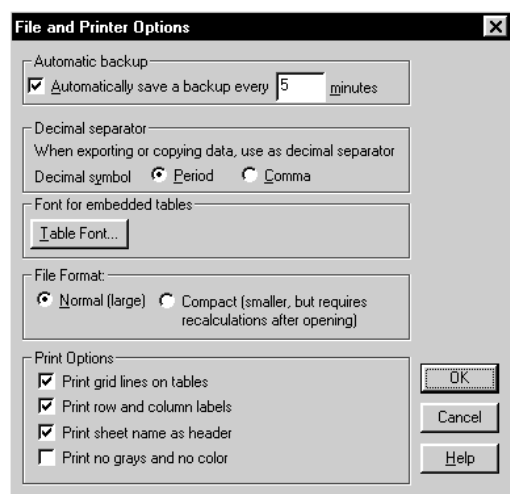 File and Printer Options
Automatic backup
Automatically save a backup every 5 minutes
Decimal separator
When exporting or copying data, use as decimal separator
Decimal symbol Period Comma
Font for embedded tables
Table Font...
File Format:
Normal (large) Compact (smaller, but requires
recalculations after opening)
Print Options
Print grid lines on tables
Print row and column labels
Print sheet name as header
Print no grays and no color
OK
Cancel
Help